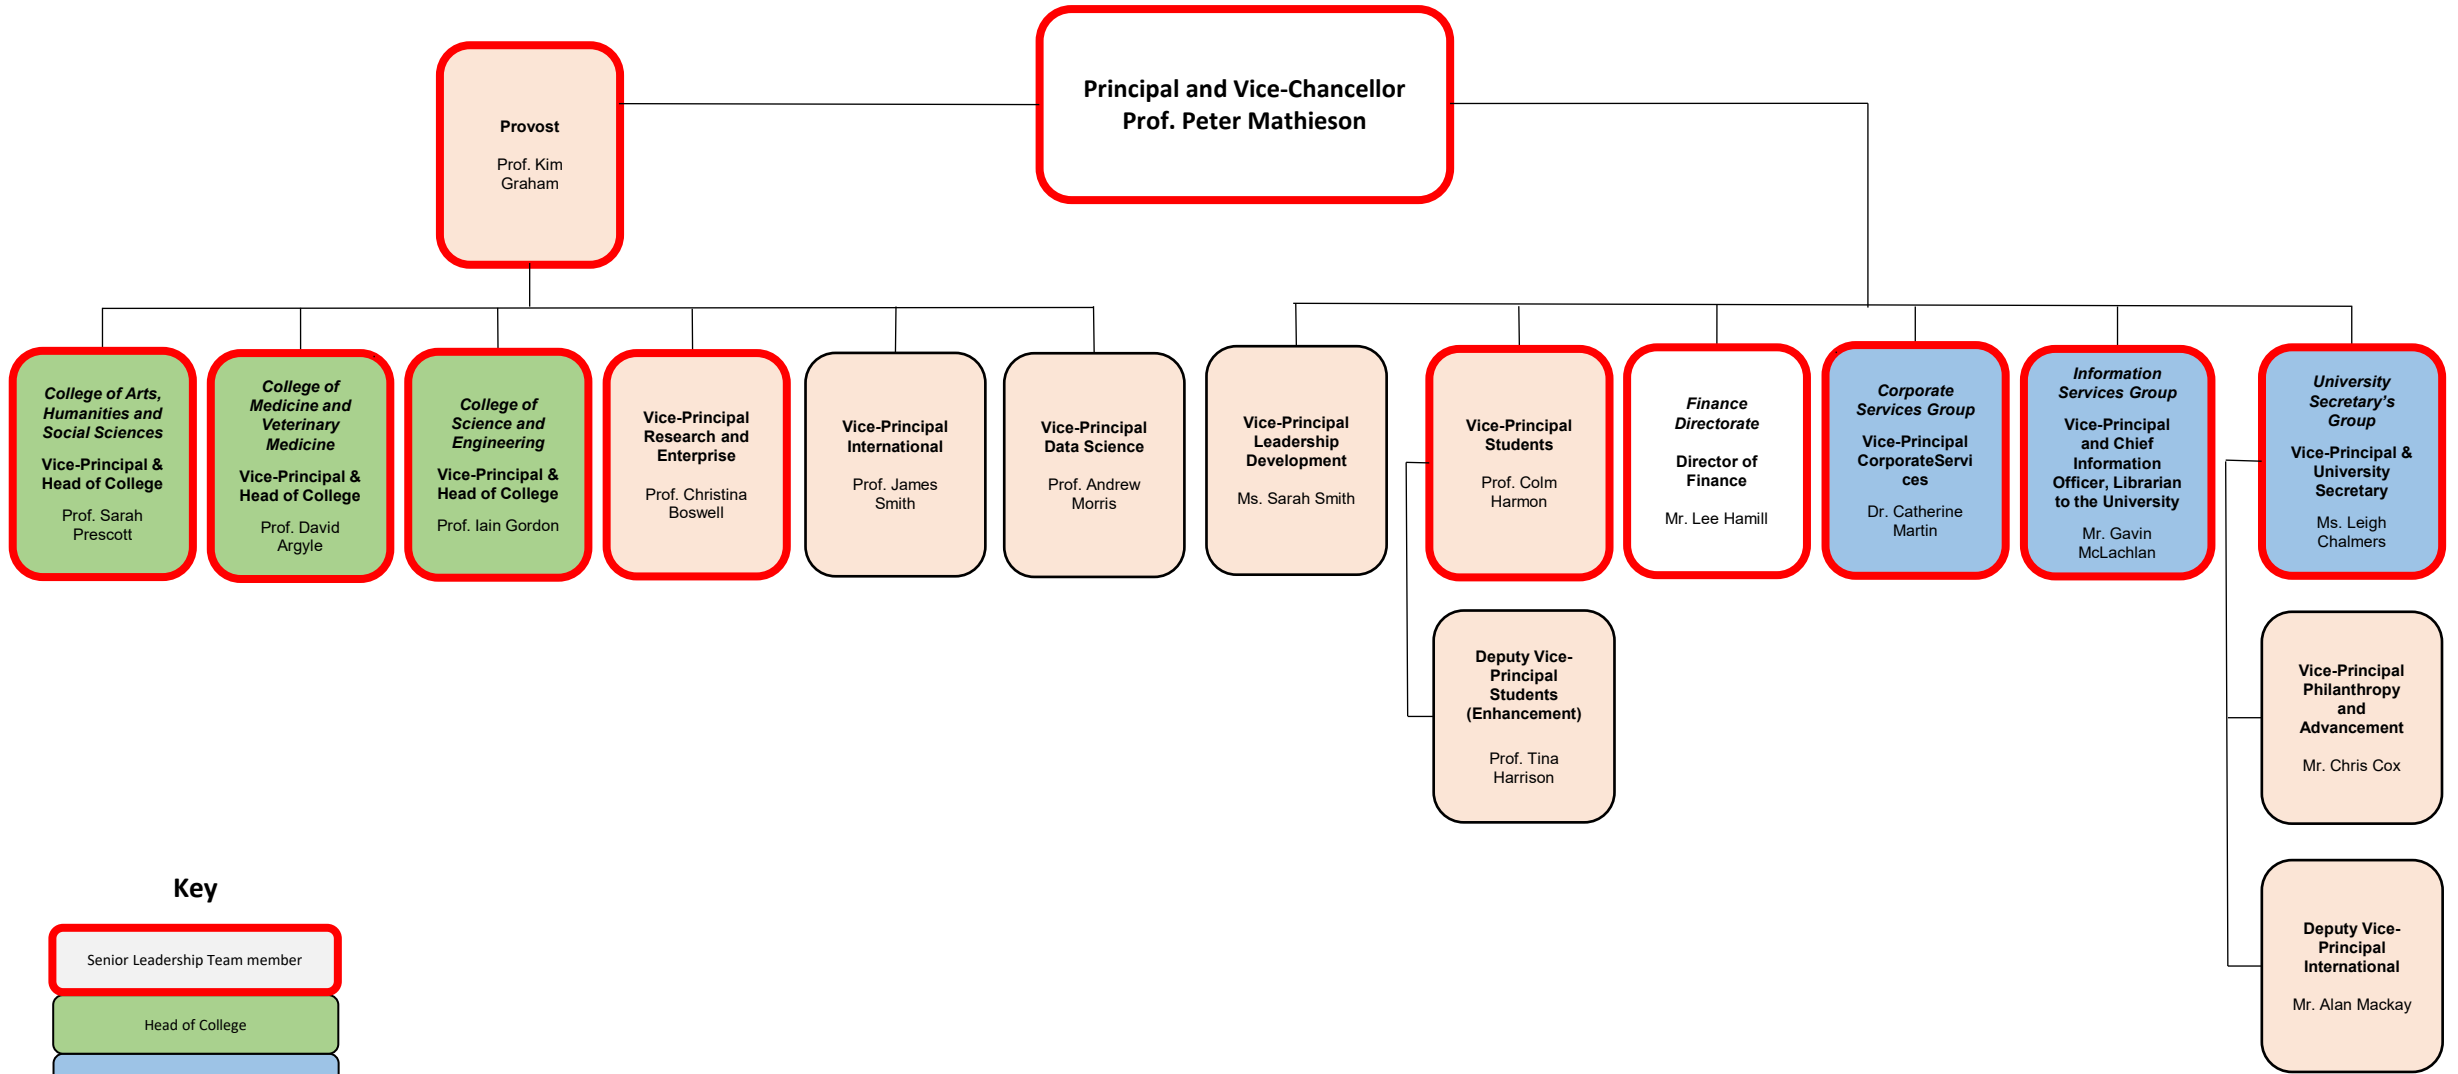 Principal and Vice-Chancellor
Prof. Peter Mathieson
Provost
Prof. Kim
Graham
College of Arts,
Humanities and
Social Sciences
Vice-Principal &
Head of College
Prof. Sarah
Prescott
College of
Medicine and
Veterinary
Medicine
Vice-Principal &
Head of College
Prof. David
Argyle
College of
Science and
Engineering
Vice-Principal &
Head of College
Prof. Iain Gordon
Vice-Principal
Research and
Enterprise
Prof. Christina
Boswell
Vice-Principal
International
Prof. James
Smith
Vice-Principal
Data Science
Prof. Andrew
Morris
Vice-Principal
Leadership
Development
Ms. Sarah Smith
Vice-Principal
Students
Prof. Colm
Harmon
Finance
Directorate
Director of
Finance
Mr. Lee Hamill
Corporate
Services Group
Vice-Principal
CorporateServi
ces
Dr. Catherine
Martin
Information
Services Group
Vice-Principal
and Chief
Information
Officer, Librarian
to the University
Mr. Gavin
McLachlan
University
Secretary's
Group
Vice-Principal &
University
Secretary
Ms. Leigh
Chalmers
Deputy Vice-
Principal
Students
(Enhancement)
Prof. Tina
Harrison
Vice-Principal
Philanthropy
and
Advancement
Mr. Chris Cox
Deputy Vice-
Principal
International
Mr. Alan Mackay
Key
Senior Leadership Team member
Head of College